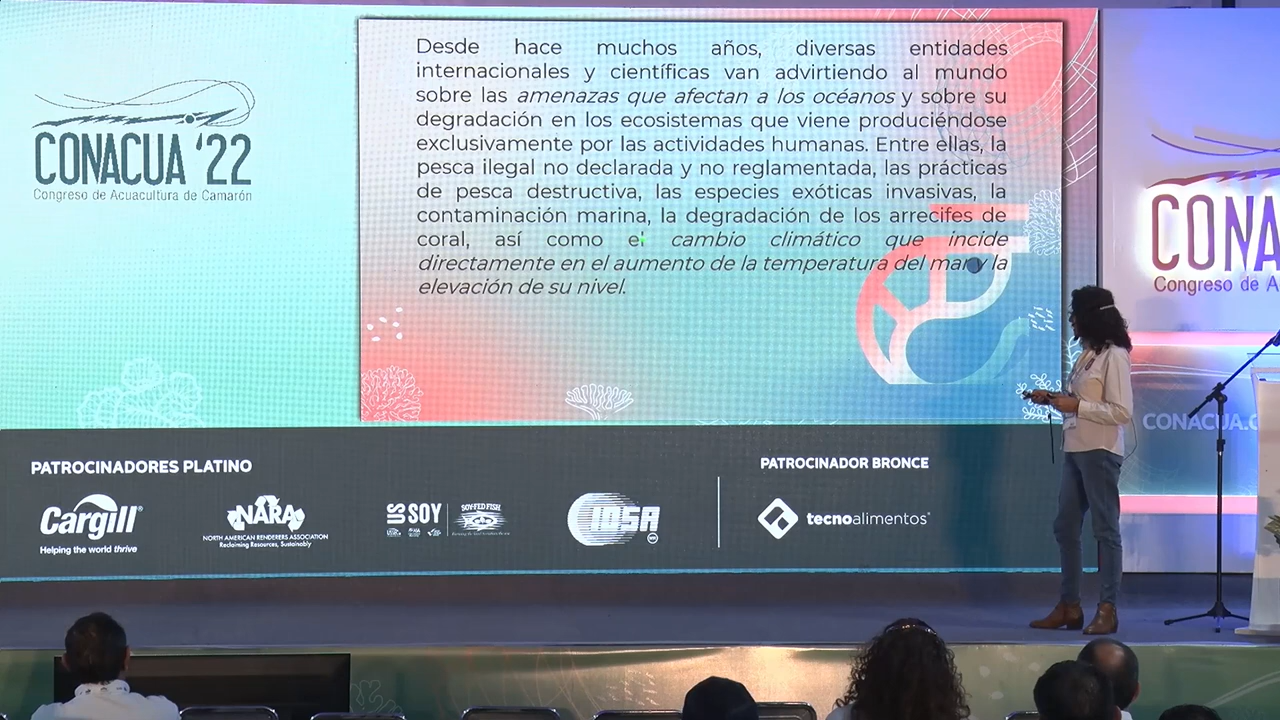 Desde hace muchos años, diversas entidades
internacionales y científicas van advirtiendo al mundo
sobre las amenazas que afectan a los océanos y sobre su
degradación en los ecosistemas que viene produciéndose
exclusivamente por las actividades humanas. Entre ellas, la
pesca ilegal no declarada y no reglamentada, las prácticas
de pesca destructiva, las especies exóticas invasivas, la
contaminación marina, la degradación de los arrecifes de
coral, así como el cambio climático que incide
directamente en el aumento de la temperatura del mar y la
elevación de su nivel.
CONACUA '22
Congreso de Acuacultura de Camarón
CONA
Congreso de A
CONACUA.C
PATROCINADORES PLATINO
PATROCINADOR BRONCE
Cargill®
Helping the world thrive
NARA
NORTH AMERICAN RENDERERS ASSOCIATION
Reclaiming Resources, Sustainably
US SOY
SOY-FED FISH
IOSA
tecnoalimentos